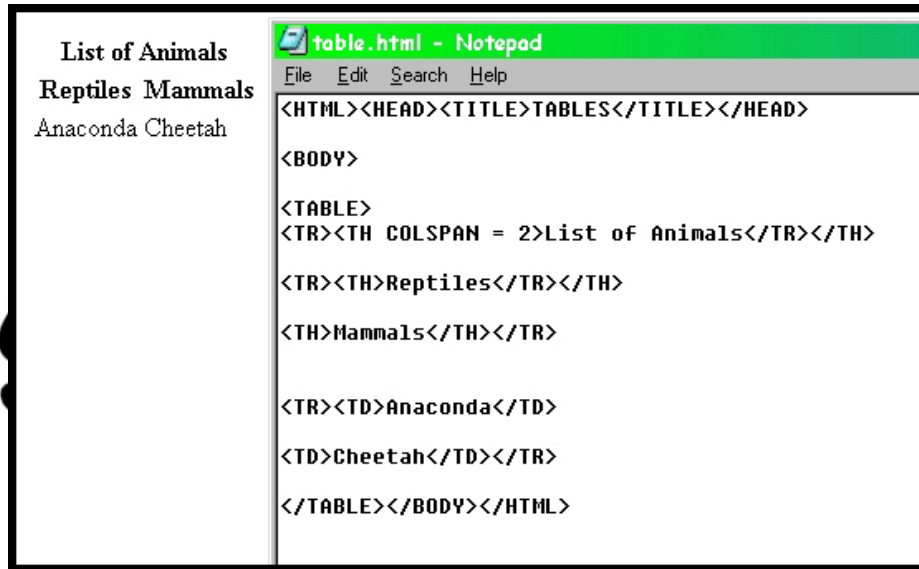 List of Animals
Reptiles Mammals
Anaconda Cheetah
table.html - Notepad
File Edit Search Help
<HTML><HEAD><TITLE>TABLES</TITLE></HEAD>
<BODY>
<TABLE>
<TR><TH COLSPAN = 2>List of Animals</TR></TH>
<TR><TH>Reptiles</TR></TH>
<TH>Mammals</TH></TR>
<TR><TD>Anaconda</TD>
<TD>Cheetah</TD></TR>
</TABLE></BODY></HTML>